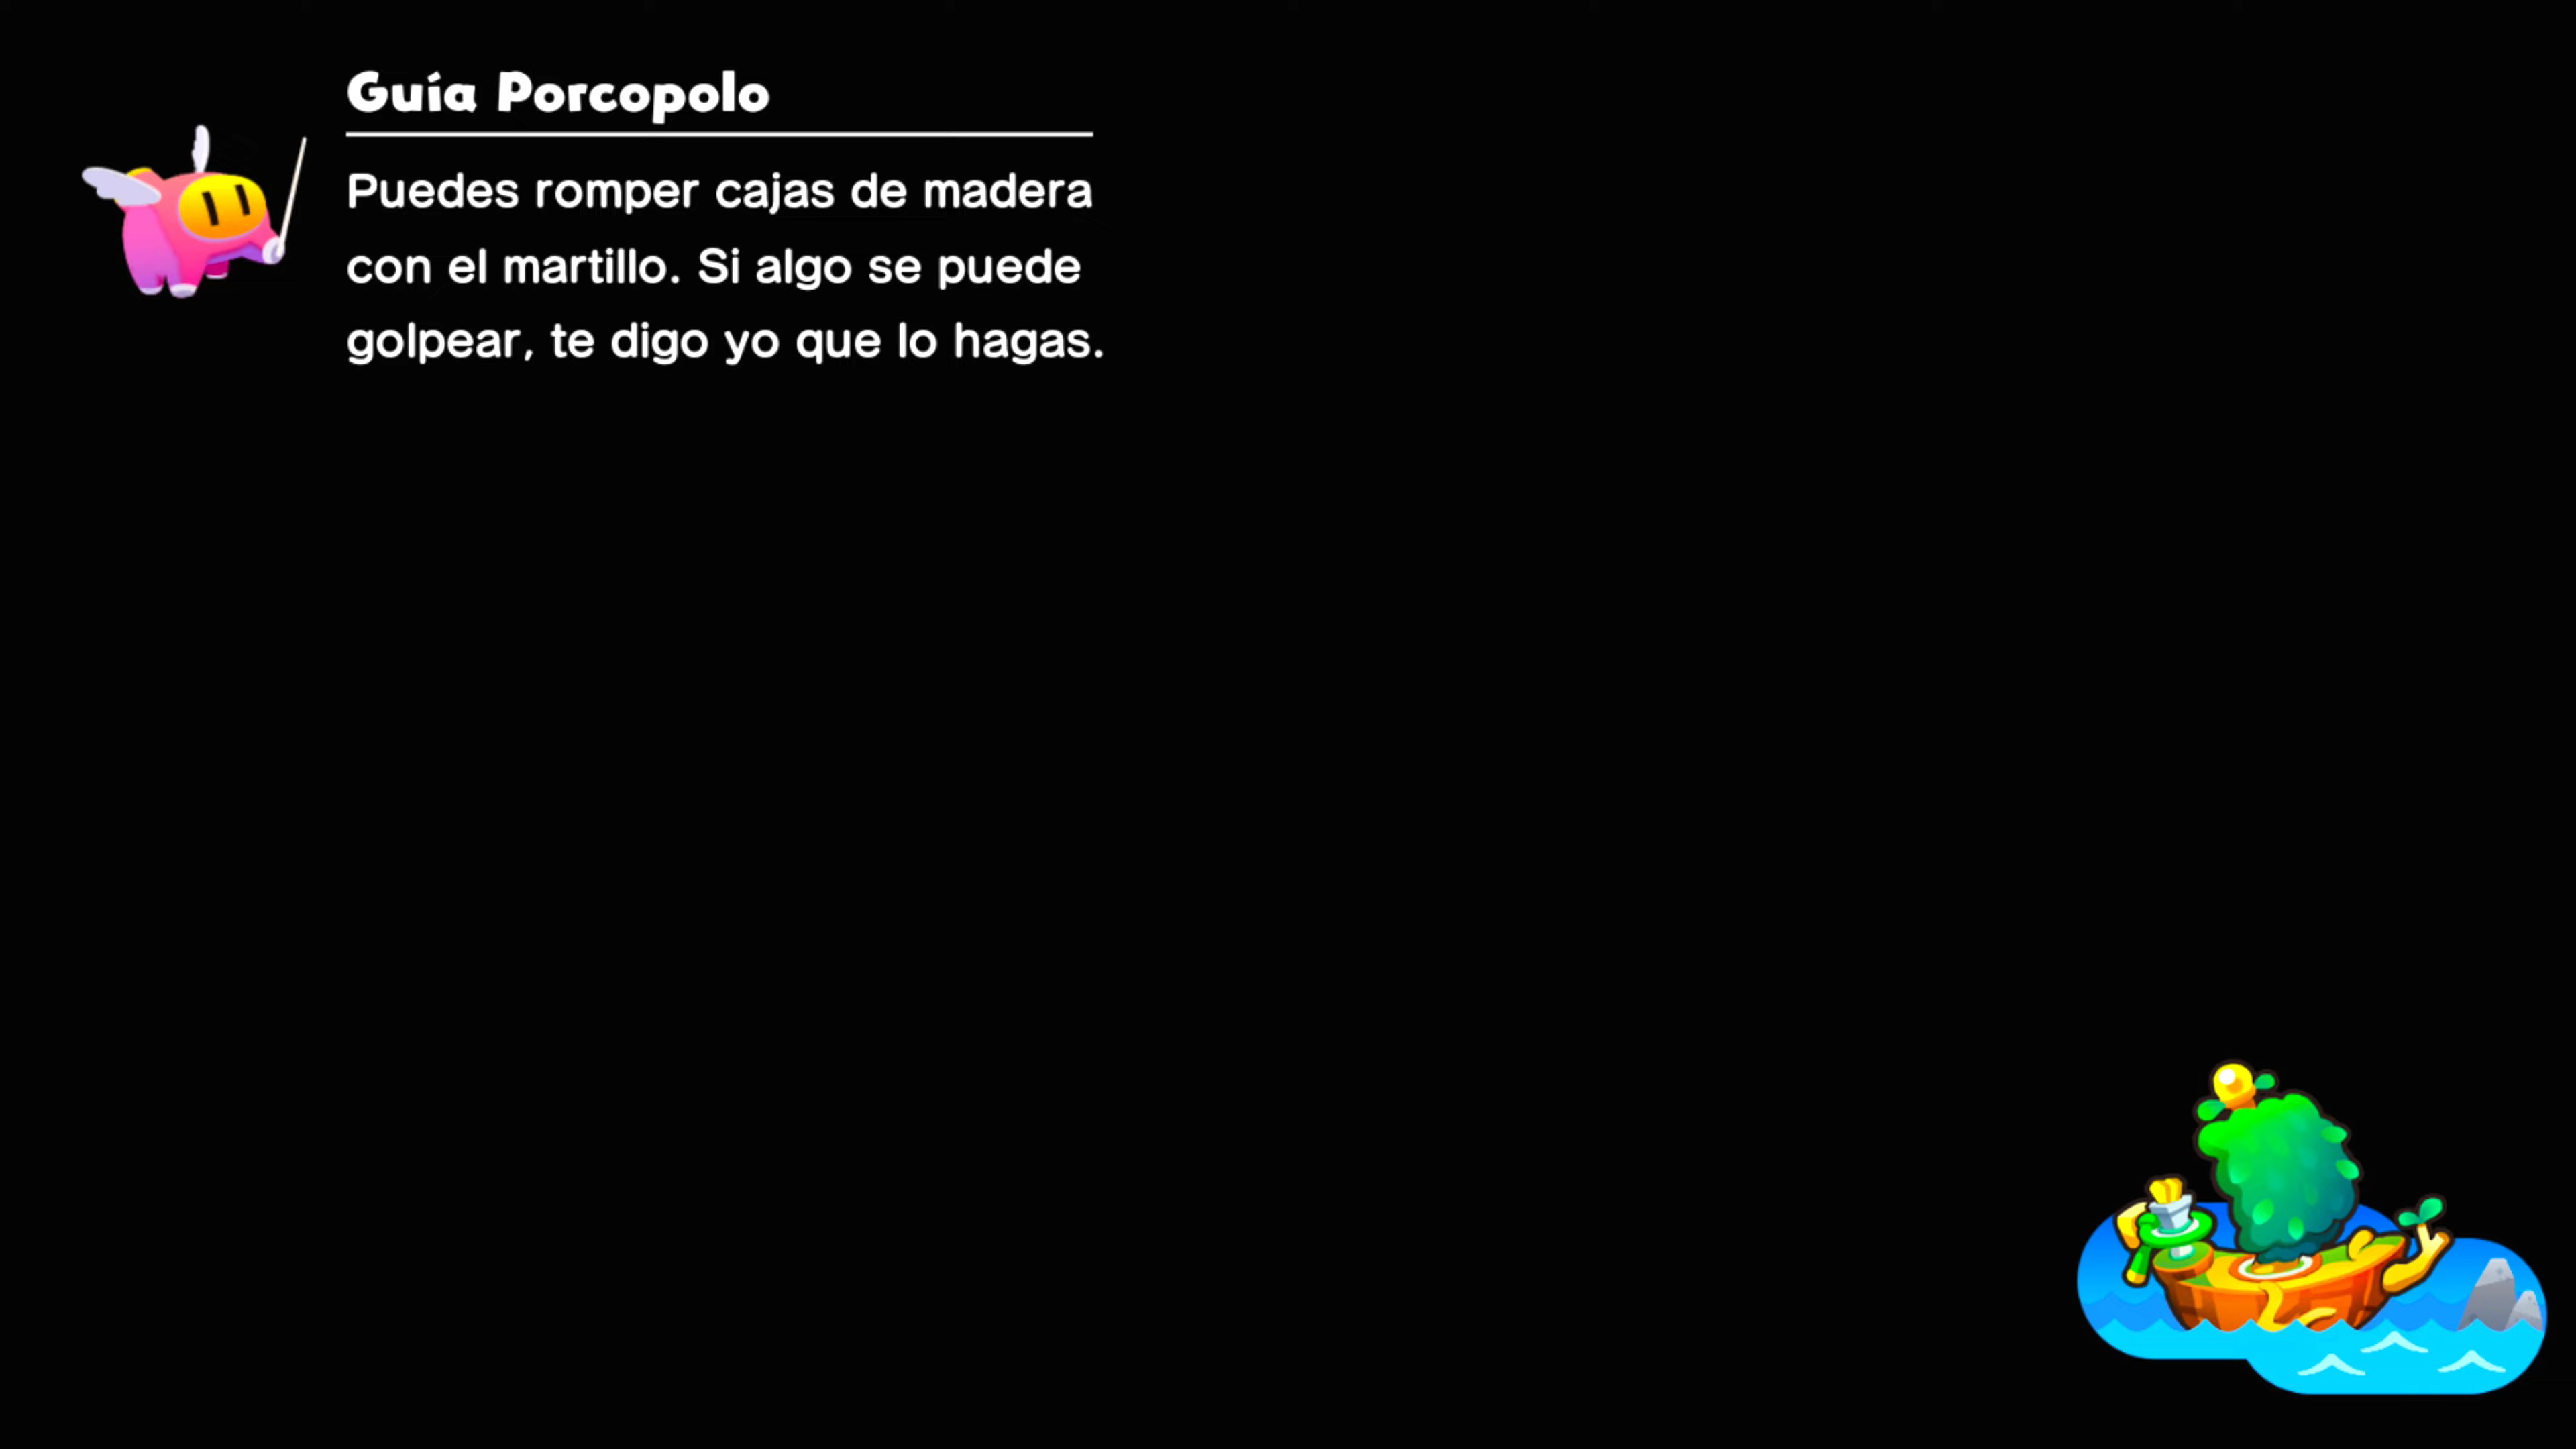 Guía Porcopolo
Puedes romper cajas de madera
con el martillo. Si algo se puede
golpear, te digo yo que lo hagas.